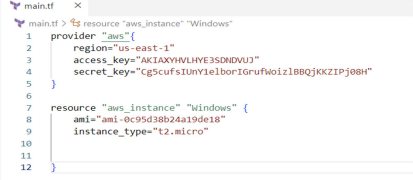 main.tf
main.tf > resource "aws_instance" "Windows"
1 provider "aws"{
2 region="us-east-1"
3 access_key="AKIAXYHVLHYE3SDNDVUJ"
4 secret_key="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"
5 }
6
7 resource "aws_instance" "Windows" {
8 ami="ami-0c95d38b24a19de18"
9 instance_type="t2.micro"
10
11
12 }